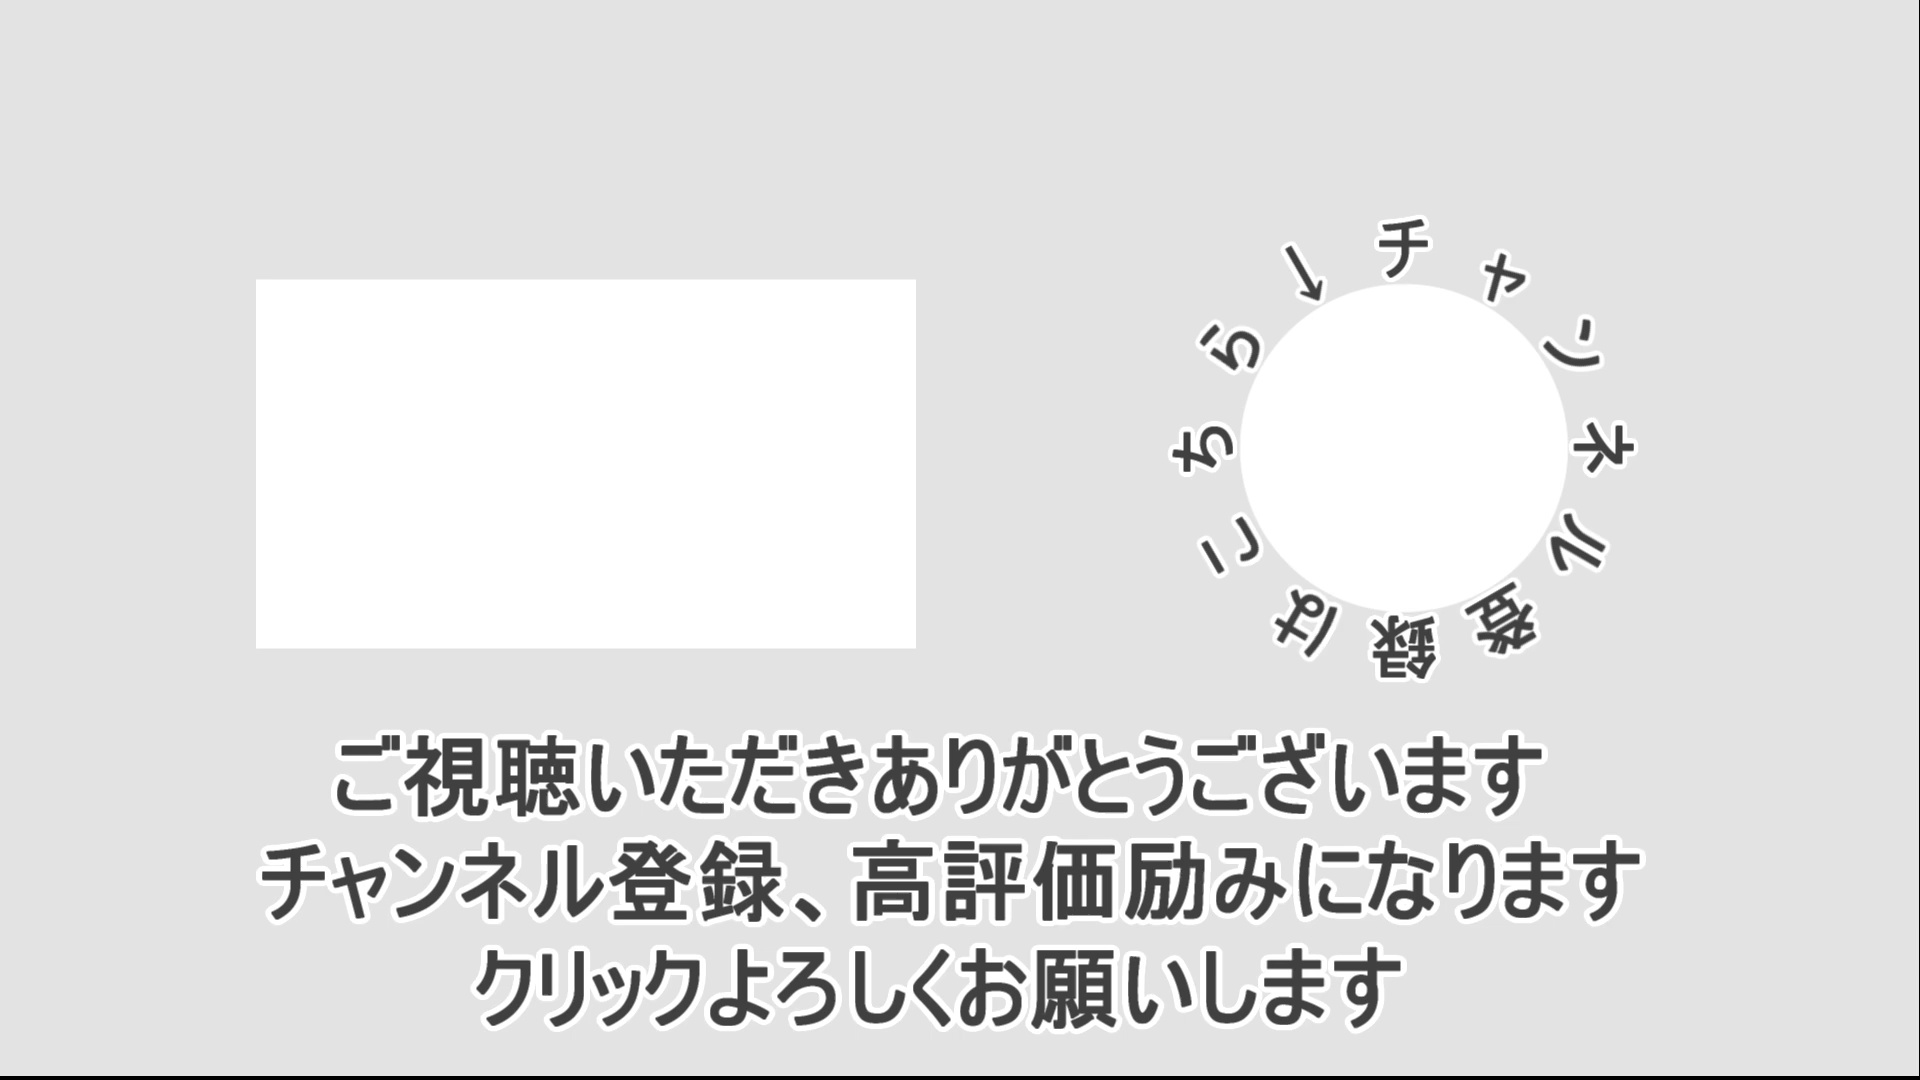 チャンネル登録はこちら→
ご視聴いただきありがとうございます
チャンネル登録、高評価励みになります
クリックよろしくお願いします